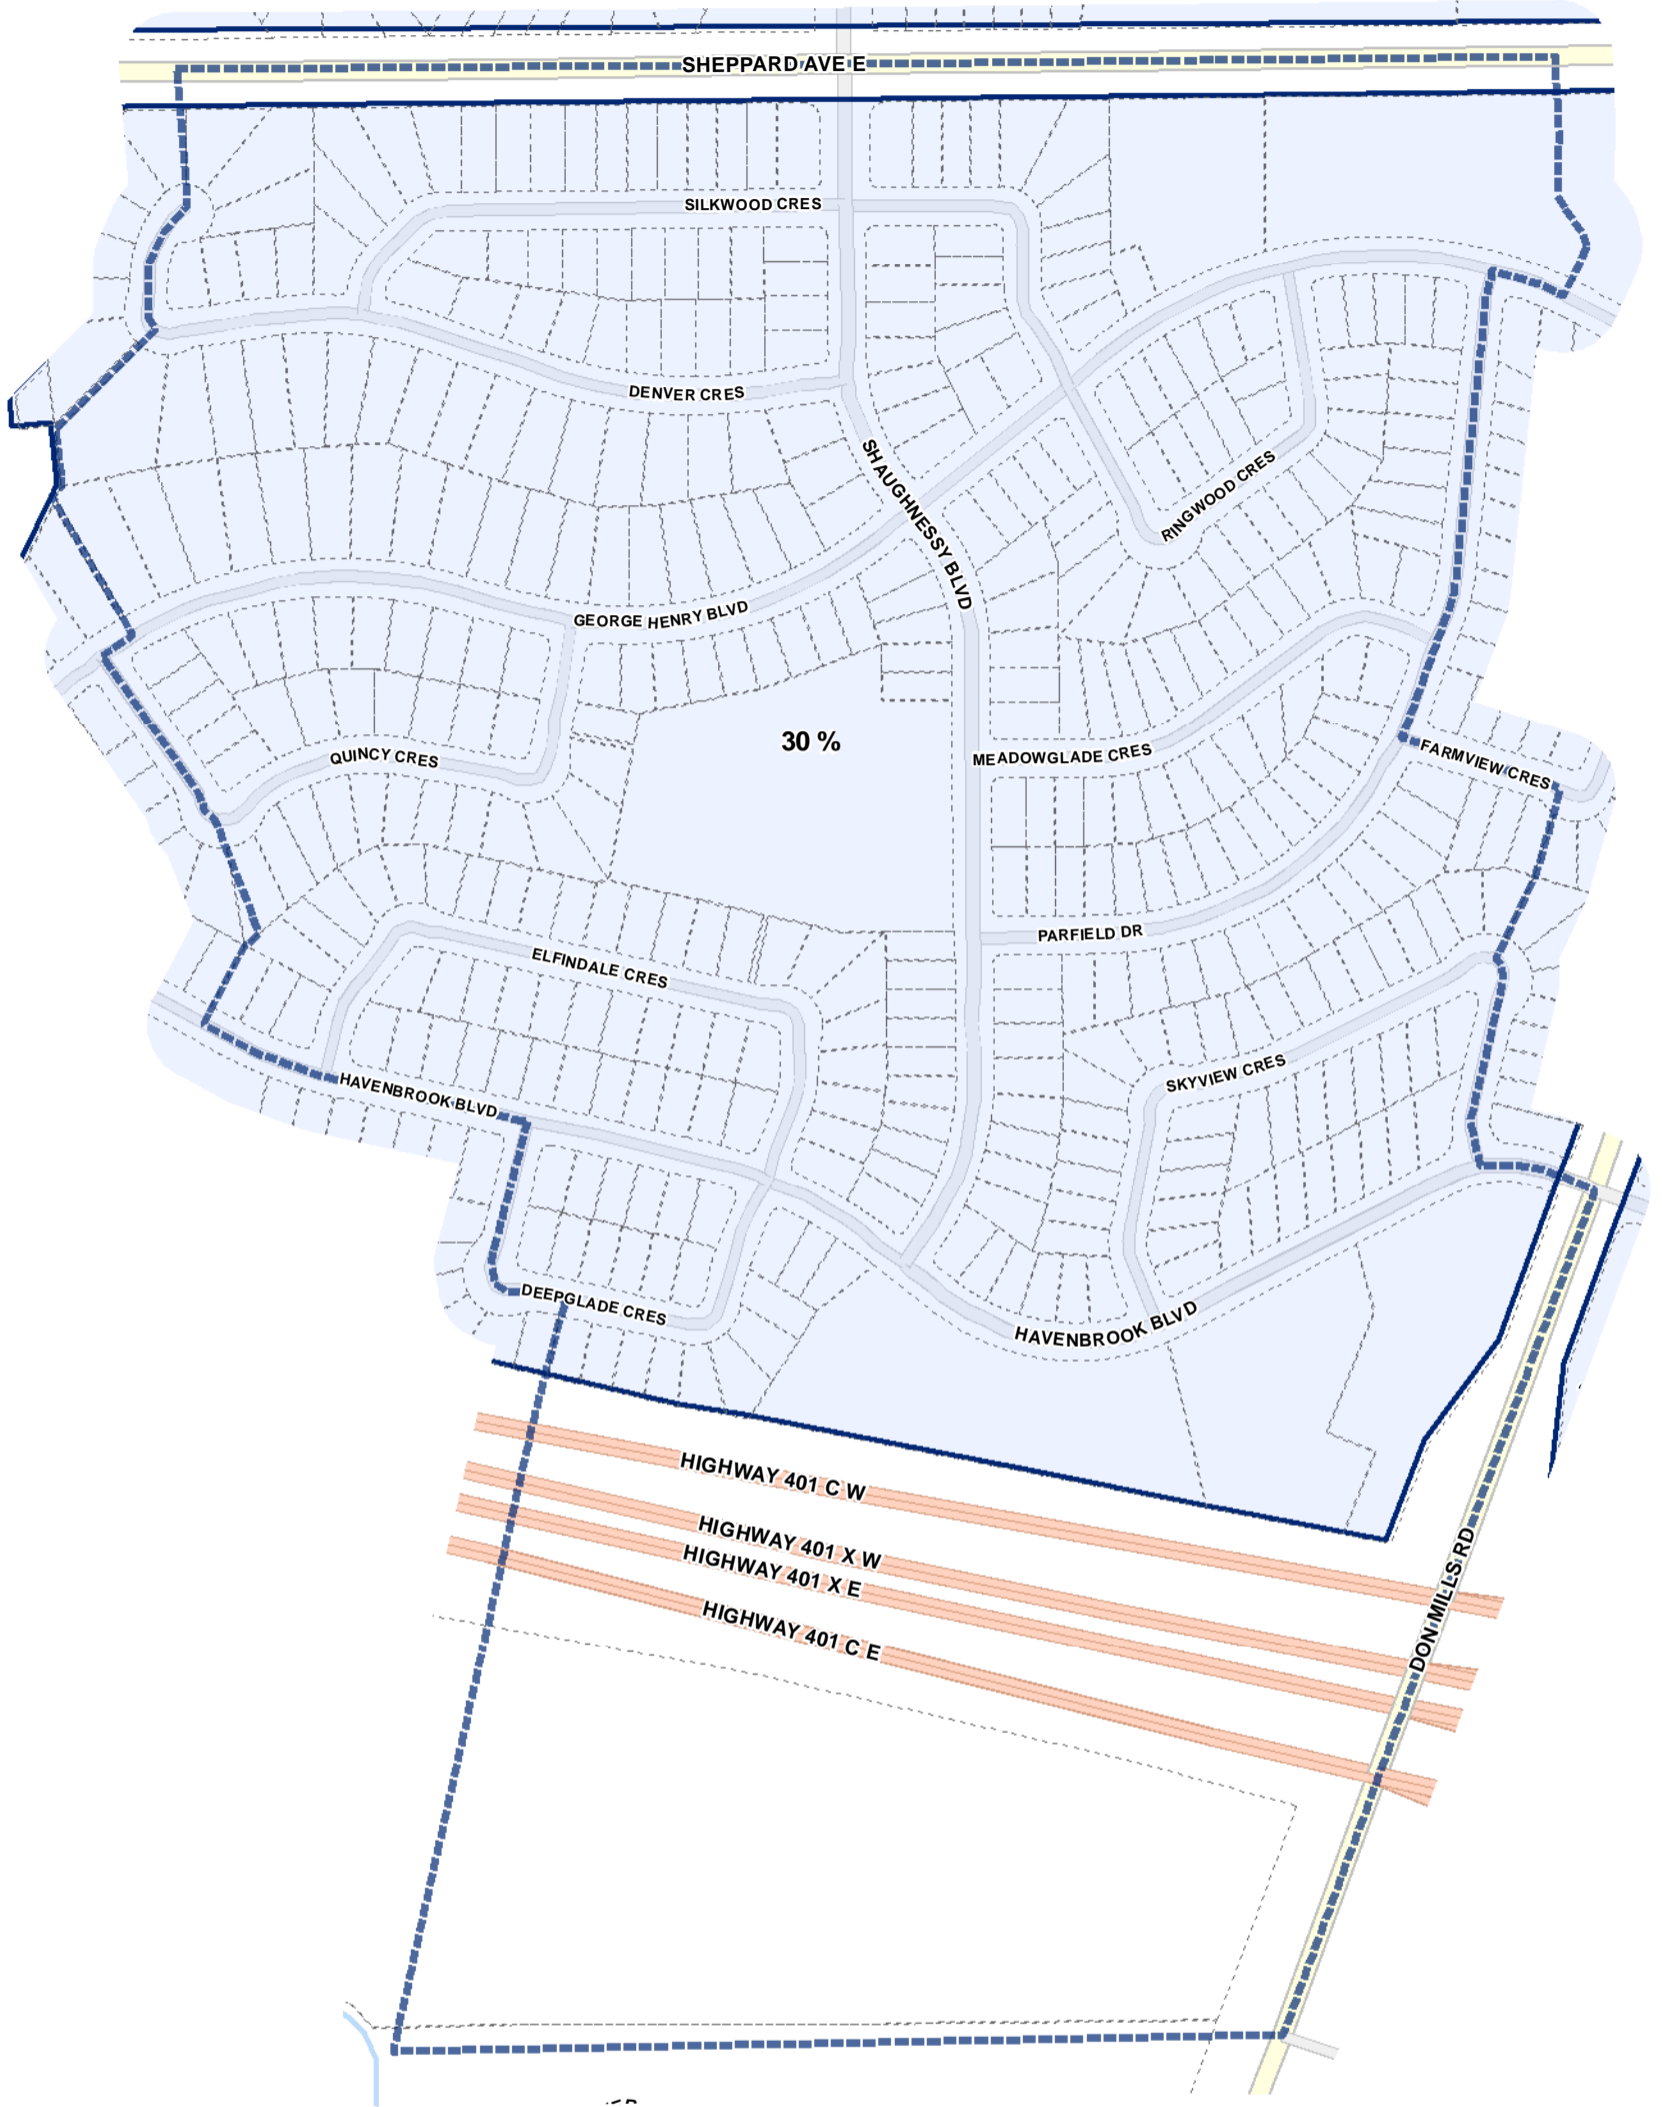 SHEPPARD AVE E
SILKWOOD CRES
DENVER CRES
SHAUGHNESSY BLVD
RINGWOOD CRES
GEORGE HENRY BLVD
30 %
QUINCY CRES
MEADOWGLADE CRES
FARMVIEW CRES
PARFIELD DR
ELFINDALE CRES
SKYVIEW CRES
HAVENBROOK BLVD
DEEPGLADE CRES
HAVENBROOK BLVD
HIGHWAY 401 C W
HIGHWAY 401 X W
HIGHWAY 401 X E
HIGHWAY 401 C E
DON MILLS RD